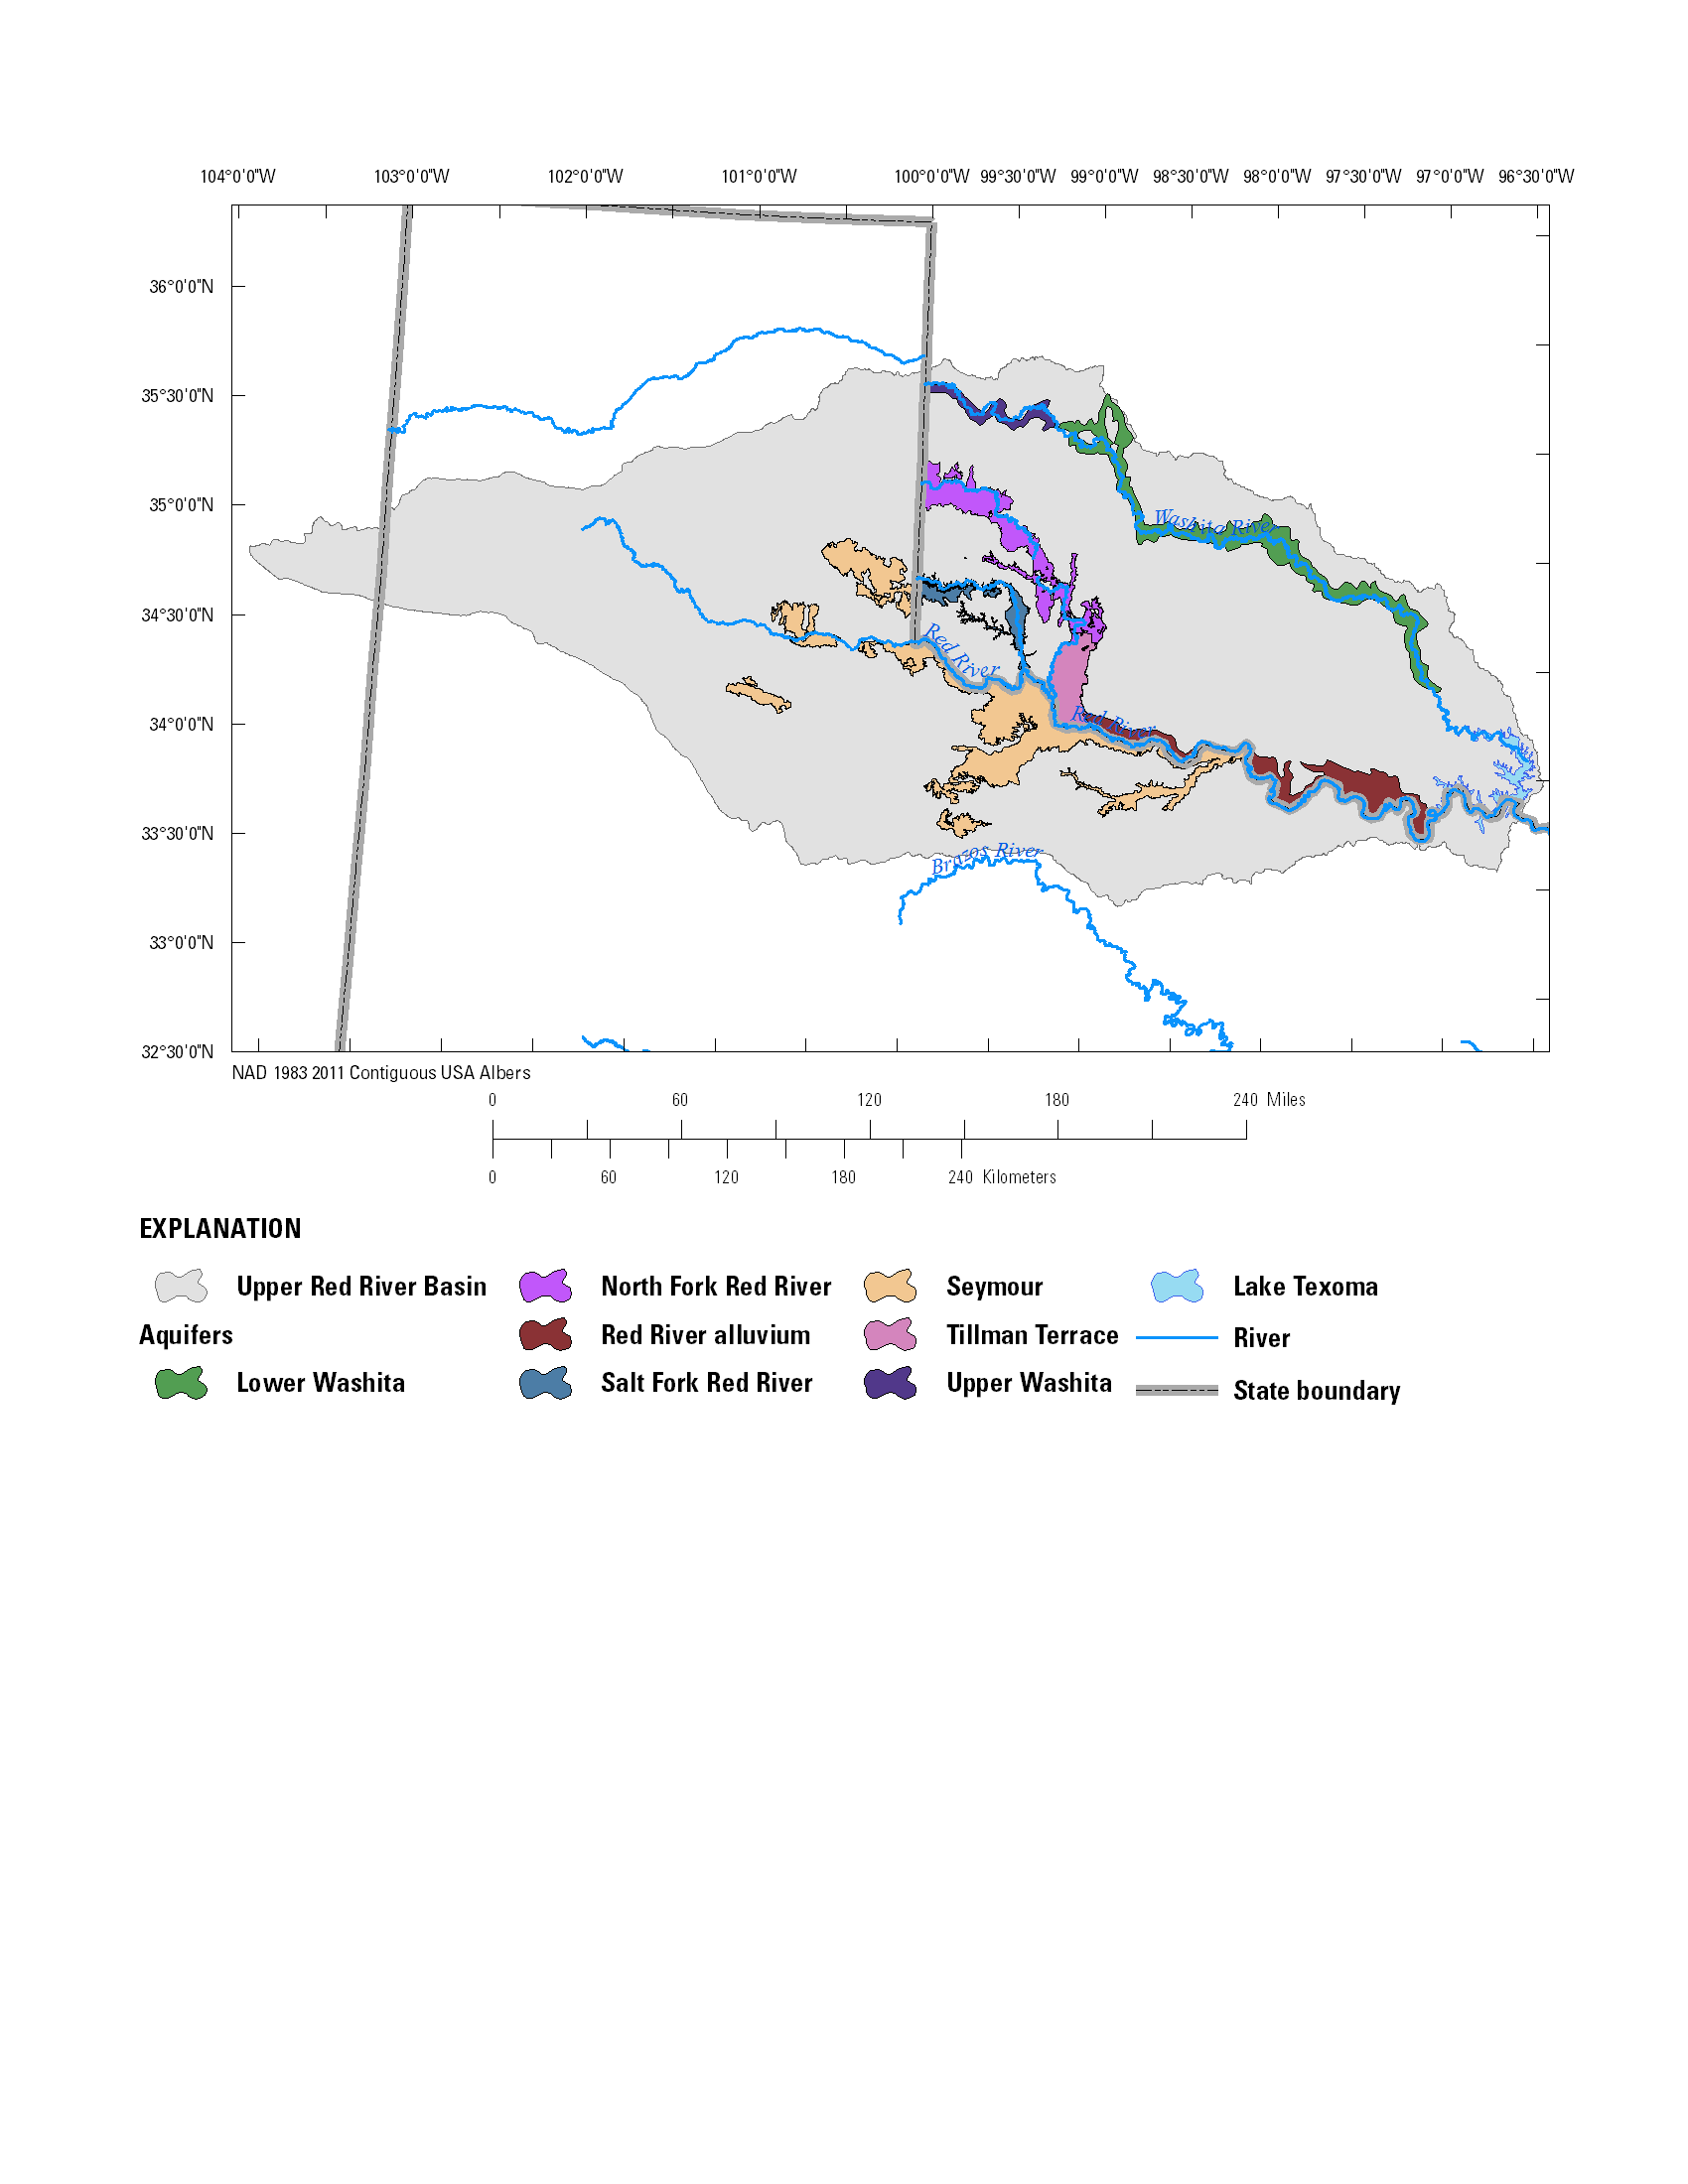 104°0'0"W 103°0'0"W 102°0'0"W 101°0'0"W 100°0'0"W 99°30'0"W 99°0'0"W 98°30'0"W 98°0'0"W 97°30'0"W 97°0'0"W 96°30'0"W
36°0'0"N
35°30'0"N
35°0'0"N
Washita River
34°30'0"N
Red River
34°0'0"N
Red River
33°30'0"N
Brazos River
33°0'0"N
32°30'0"N
NAD 1983 2011 Contiguous USA Albers
0 60 120 180 240 Miles
0 60 120 180 240 Kilometers
EXPLANATION
Upper Red River Basin North Fork Red River Seymour Lake Texoma
Aquifers Red River alluvium Tillman Terrace River
Lower Washita Salt Fork Red River Upper Washita State boundary